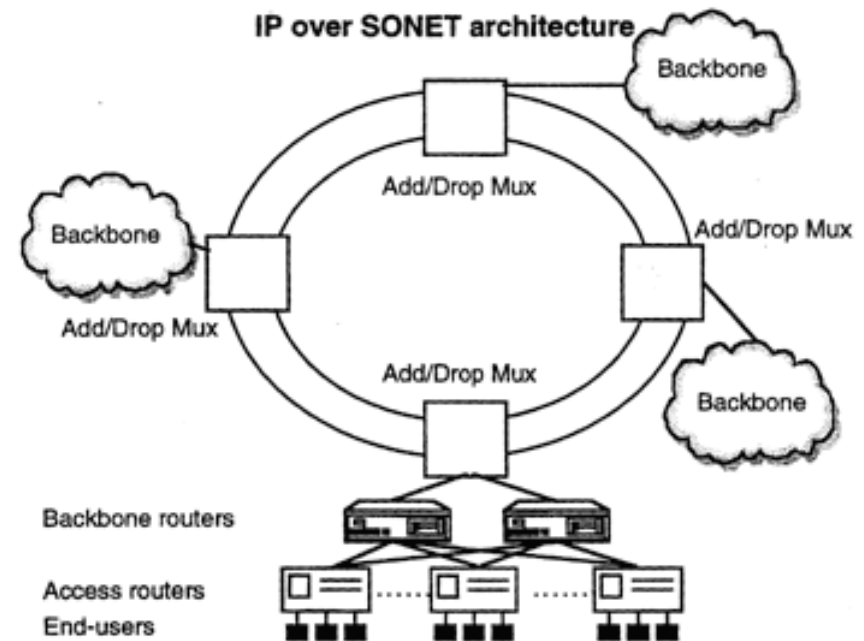 IP over SONET architecture
Backbone
Add/Drop Mux
Backbone
Add/Drop Mux
Add/Drop Mux
Add/Drop Mux
Backbone
Backbone routers
Access routers
End-users